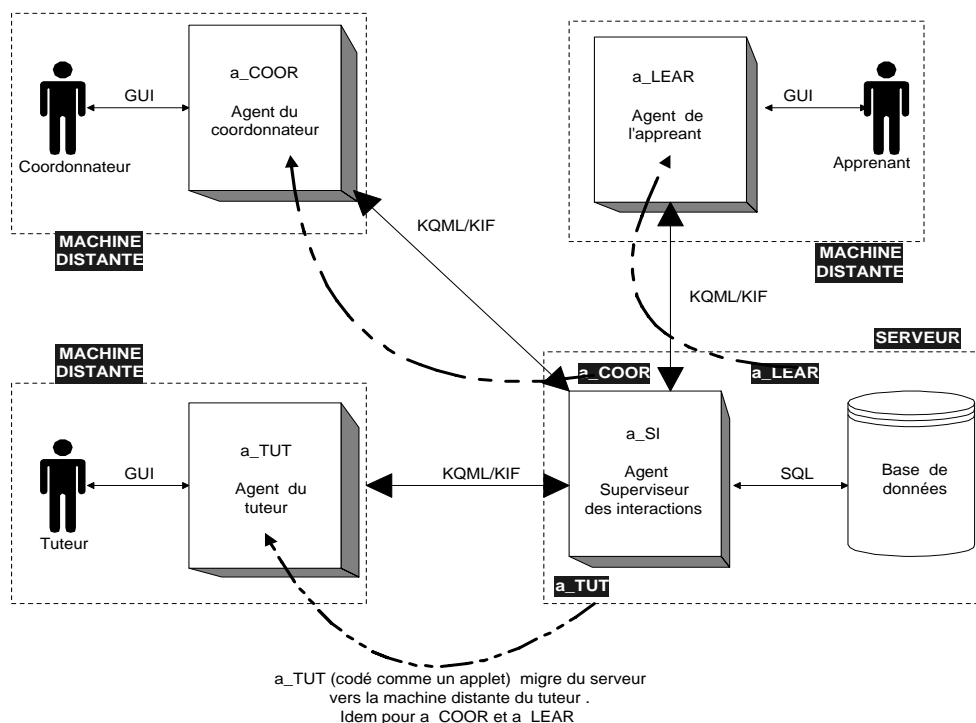 a_COOR
Agent du
coordonnateur
GUI
Coordonnateur
MACHINE
DISTANTE
a_LEAR
Agent de
l'appreant
GUI
Apprenant
MACHINE
DISTANTE
KQML/KIF
KQML/KIF
MACHINE
DISTANTE
SERVEUR
a_COOR
a_LEAR
a_TUT
Agent du
tuteur
GUI
Tuteur
KQML/KIF
a_SI
Agent
Superviseur
des interactions
SQL
Base de
données
a_TUT
a_TUT (codé comme un applet) migre du serveur
vers la machine distante du tuteur .
Idem pour a_COOR et a_LEAR